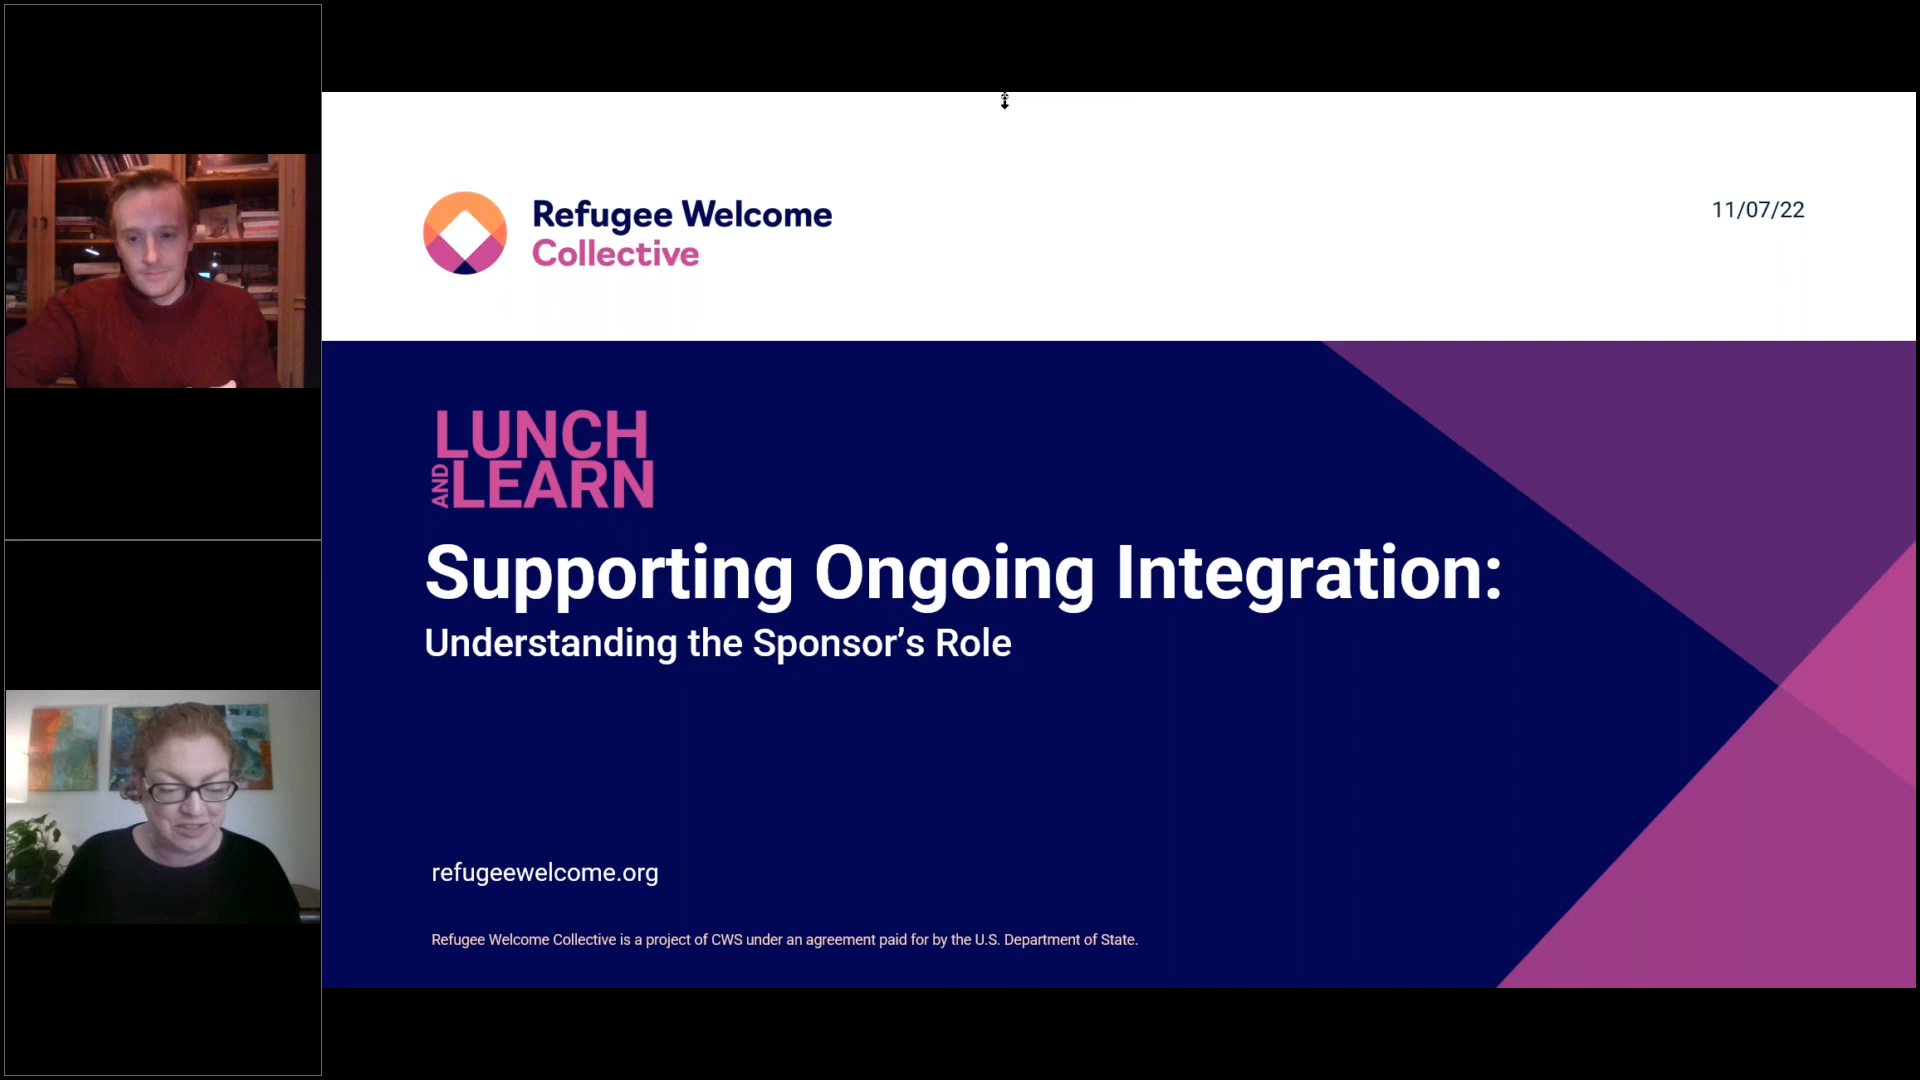 Refugee Welcome
Collective
11/07/22
LUNCH
AND LEARN
Supporting Ongoing Integration:
Understanding the Sponsor’s Role
refugeewelcome.org
Refugee Welcome Collective is a project of CWS under an agreement paid for by the U.S. Department of State.